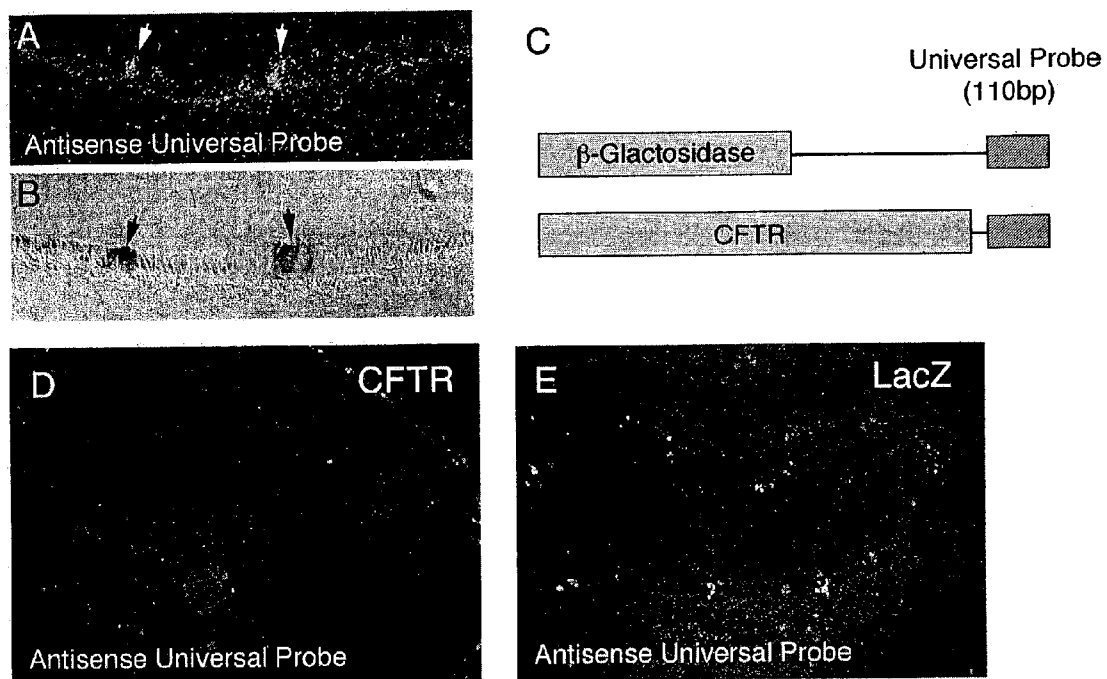 A
Antisense Universal Probe
B
C
Universal Probe
(110bp)
β-Glactosidase
CFTR
D
CFTR
Antisense Universal Probe
E
LacZ
Antisense Universal Probe